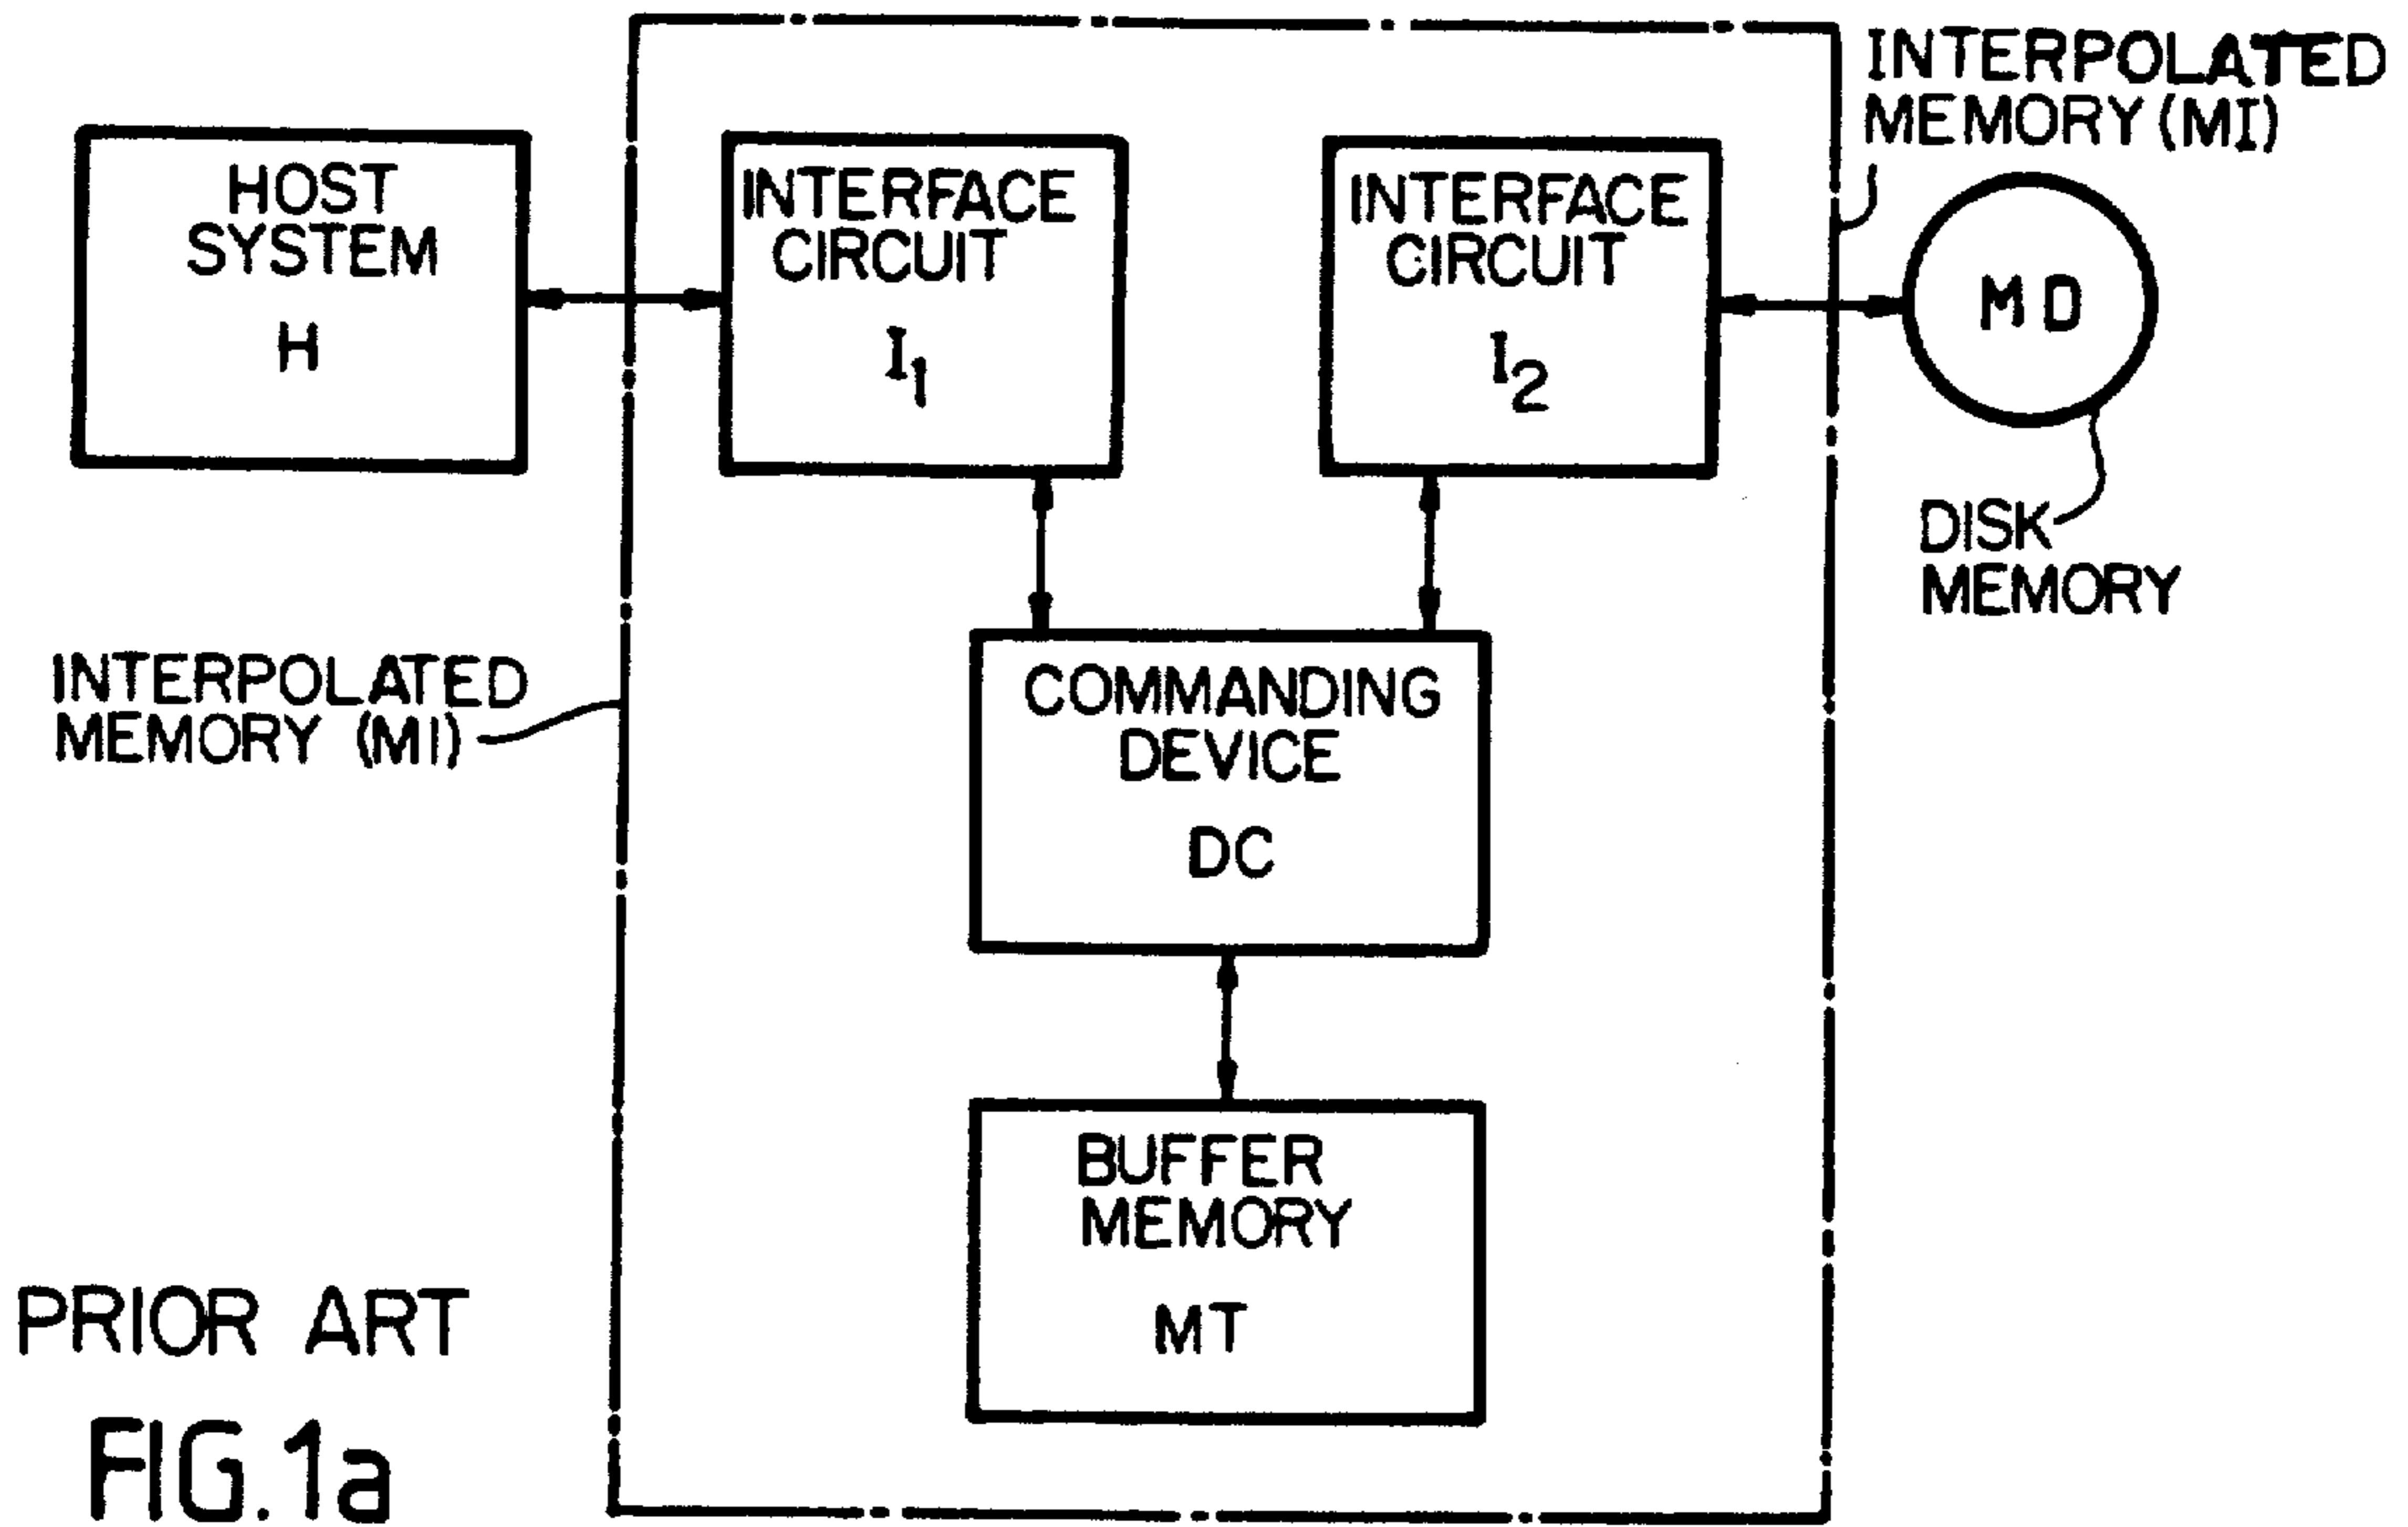 INTERPOLATED
MEMORY (MI)
HOST
SYSTEM
H
INTERFACE
CIRCUIT
I1
INTERFACE
CIRCUIT
I2
MD
DISK
MEMORY
INTERPOLATED
MEMORY (MI)
COMMANDING
DEVICE
DC
BUFFER
MEMORY
MT
PRIOR ART
FIG.1a